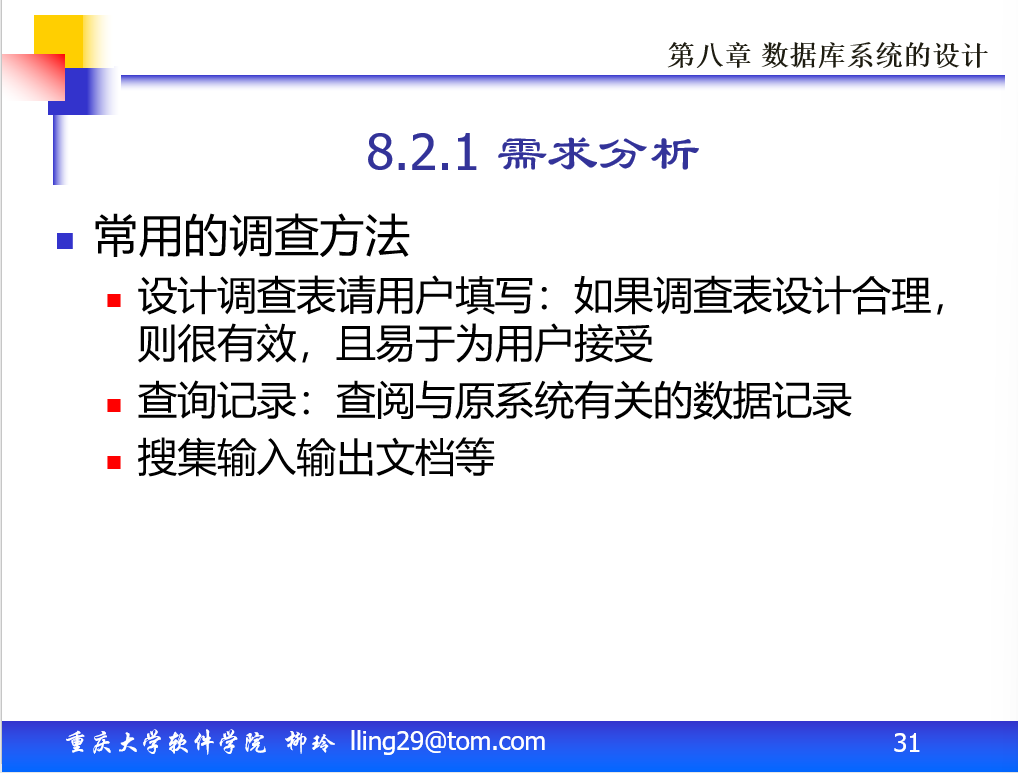 第八章 数据库系统的设计
8.2.1 需求分析
常用的调查方法
设计调查表请用户填写：如果调查表设计合理，
则很有效，且易于为用户接受
查询记录：查阅与原系统有关的数据记录
搜集输入输出文档等
重庆大学软件学院 柳玲 lling29@tom.com 31